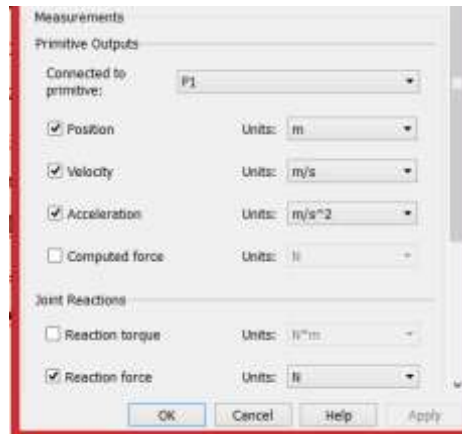 Measurements
Primitive Outputs
Connected to
primitive:
P1
Position Units: m
Velocity Units: m/s
Acceleration Units: m/s^2
Computed force Units: N
Joint Reactions
Reaction torque Units: N*m
Reaction force Units: N
OK Cancel Help Apply